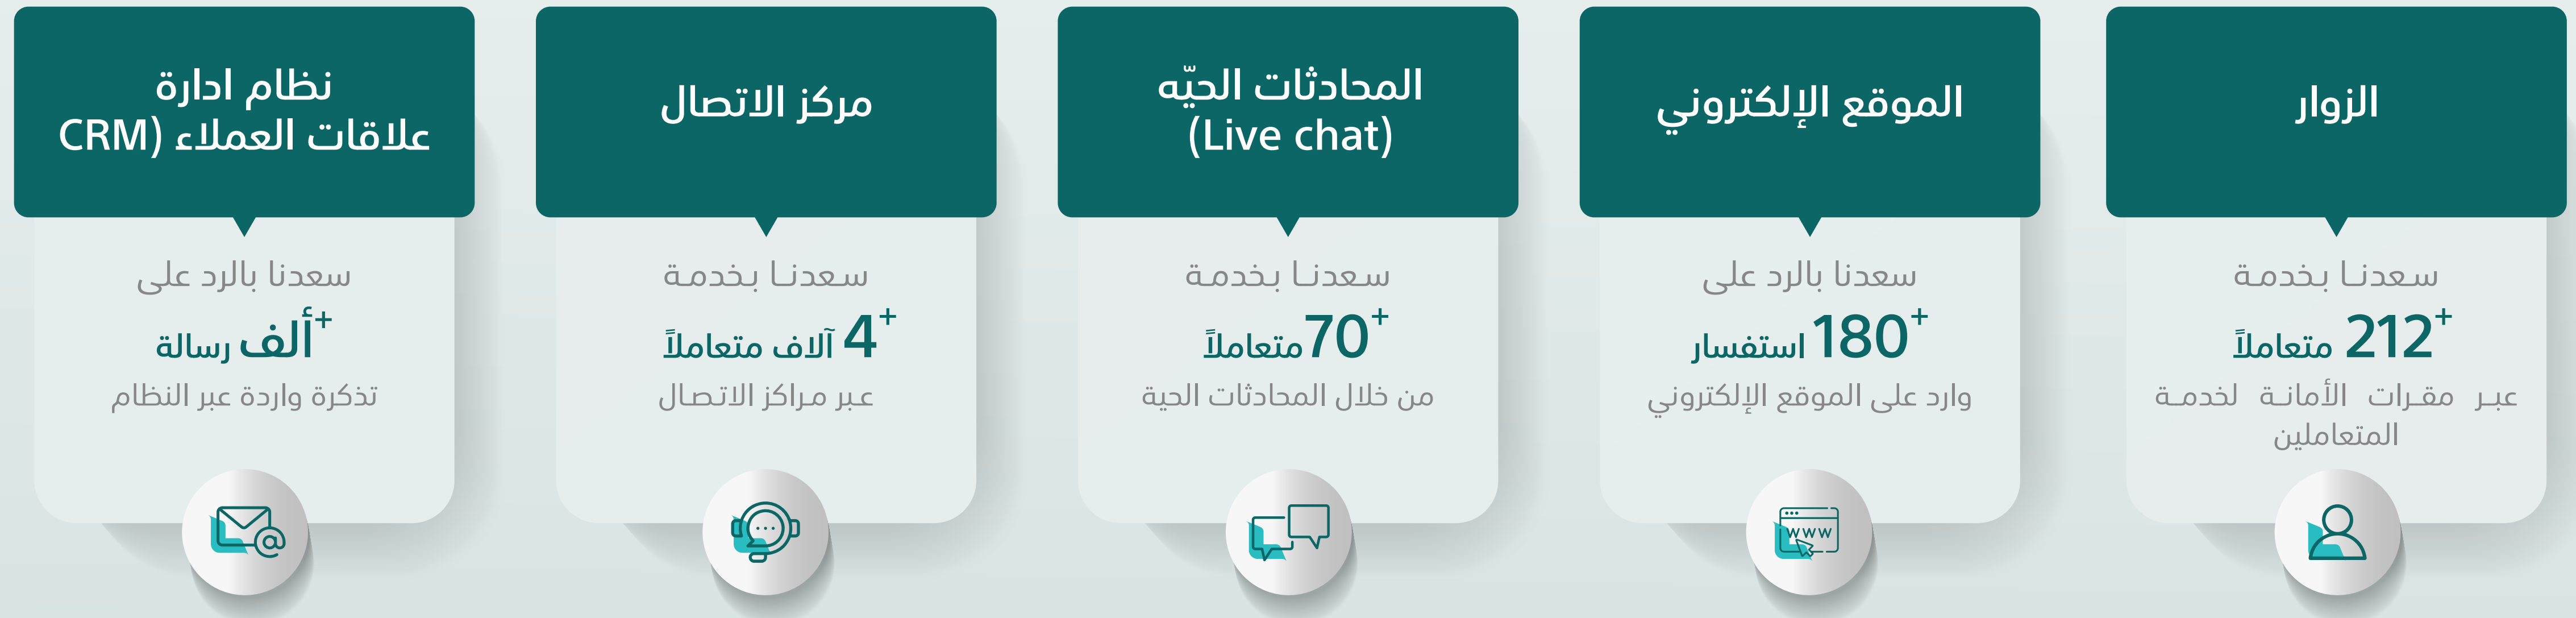 الزوار
سعدنا بخدمة
+212 متعاملاً
عبر مقرات الأمانة لخدمة
المتعاملين
الموقع الإلكتروني
سعدنا بالرد على
+180 استفسار
وارد على الموقع الإلكتروني
www
المحادثات الحيّه
(Live chat)
سعدنا بخدمة
+70 متعاملاً
من خلال المحادثات الحية
مركز الاتصال
سعدنا بخدمة
+4 آلاف متعاملاً
عبر مراكز الاتصال
نظام ادارة
علاقات العملاء (CRM
سعدنا بالرد على
+ألف رسالة
تذكرة واردة عبر النظام
@